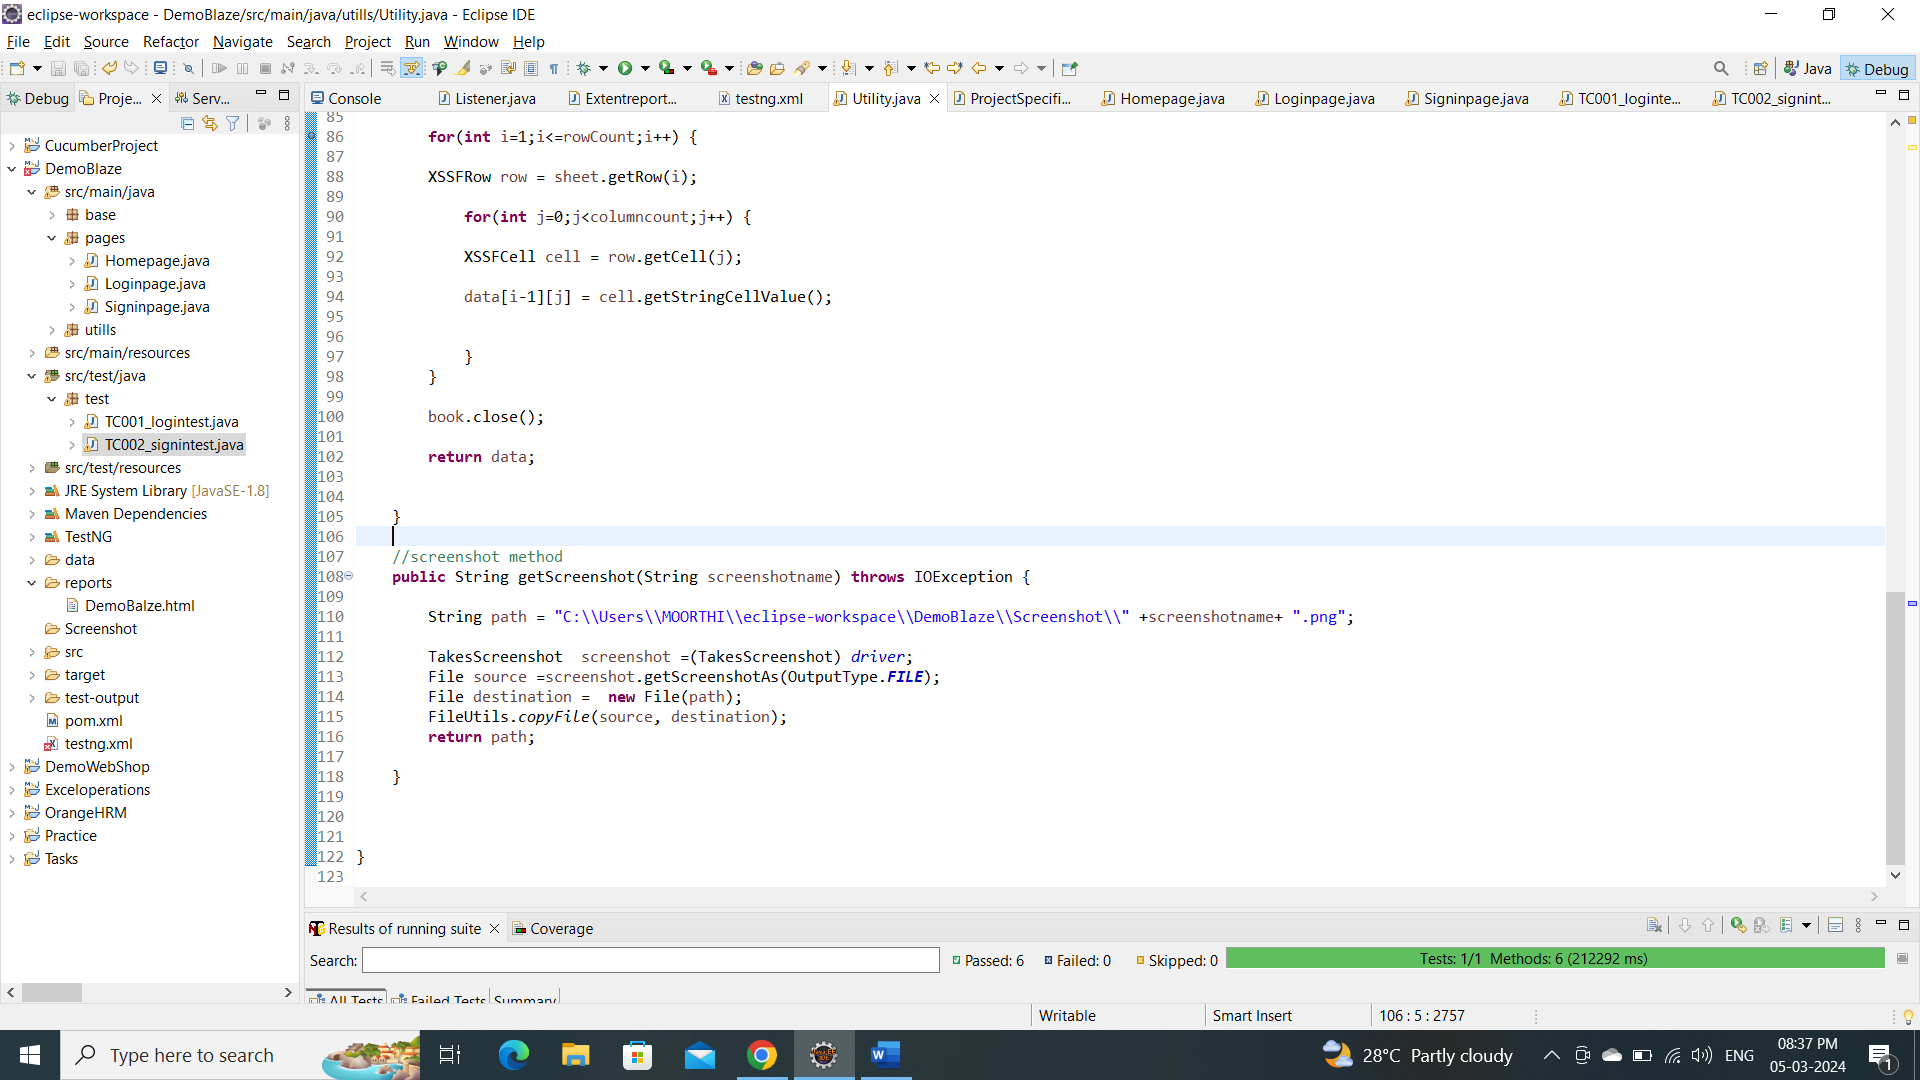 eclipse-workspace - DemoBlaze/src/main/java/utills/Utility.java - Eclipse IDE
File Edit Source Refactor Navigate Search Project Run Window Help
Java Debug
Debug Proje... Serv...
Console Listener.java Extentreport... testng.xml Utility.java ProjectSpecifi... Homepage.java Loginpage.java Signinpage.java TC001_loginte... TC002_signint...
CucumberProject
DemoBlaze
src/main/java
base
pages
Homepage.java
Loginpage.java
Signinpage.java
utills
src/main/resources
src/test/java
test
TC001_logintest.java
TC002_signintest.java
src/test/resources
JRE System Library [JavaSE-1.8]
Maven Dependencies
TestNG
data
reports
DemoBalze.html
Screenshot
src
target
test-output
pom.xml
testng.xml
DemoWebShop
Exceloperations
OrangeHRM
Practice
Tasks
85
86 for(int i=1;i<=rowCount;i++) {
87
88 XSSFRow row = sheet.getRow(i);
89
90 for(int j=0;j<columncount;j++) {
91
92 XSSFCell cell = row.getCell(j);
93
94 data[i-1][j] = cell.getStringCellValue();
95
96
97 }
98 }
99
100 book.close();
101
102 return data;
103
104
105 }
106
107 //screenshot method
108 public String getScreenshot(String screenshotname) throws IOException {
109
110 String path = "C:\\Users\\MOORTHI\\eclipse-workspace\\DemoBlaze\\Screenshot\\" +screenshotname+ ".png";
111
112 TakesScreenshot screenshot =(TakesScreenshot) driver;
113 File source =screenshot.getScreenshotAs(OutputType.FILE);
114 File destination = new File(path);
115 FileUtils.copyFile(source, destination);
116 return path;
117
118 }
119
120
121
122 }
123
Results of running suite Coverage
Search: Passed: 6 Failed: 0 Skipped: 0 Tests: 1/1 Methods: 6 (212292 ms)
All Tests Failed Tests Summary
Writable Smart Insert 106 : 5 : 2757
Type here to search 28°C Partly cloudy ENG 08:37 PM
05-03-2024 1